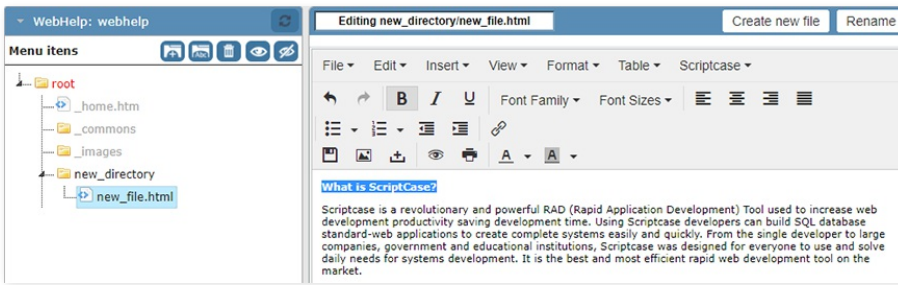 WebHelp: webhelp
Menu itens
Abc
root
_home.htm
_commons
_images
new_directory
new_file.html
Editing new_directory/new_file.html
Create new file Rename
File Edit Insert View Format Table Scriptcase
B I U Font Family Font Sizes
A A
What is ScriptCase?
Scriptcase is a revolutionary and powerful RAD (Rapid Application Development) Tool used to increase web
development productivity saving development time. Using Scriptcase developers can build SQL database
standard-web applications to create complete systems easily and quickly. From the single developer to large
companies, government and educational institutions, Scriptcase was designed for everyone to use and solve
daily needs for systems development. It is the best and most efficient rapid web development tool on the
market.